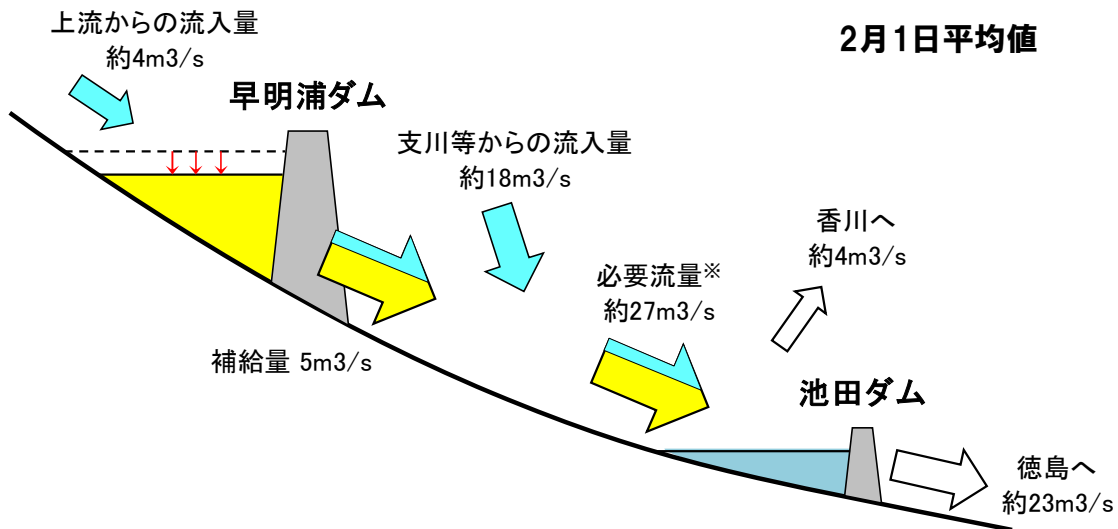 2月1日平均値
上流からの流入量
約4m3/s
早明浦ダム
支川等からの流入量
約18m3/s
補給量 5m3/s
必要流量※
約27m3/s
香川へ
約4m3/s
池田ダム
徳島へ
約23m3/s